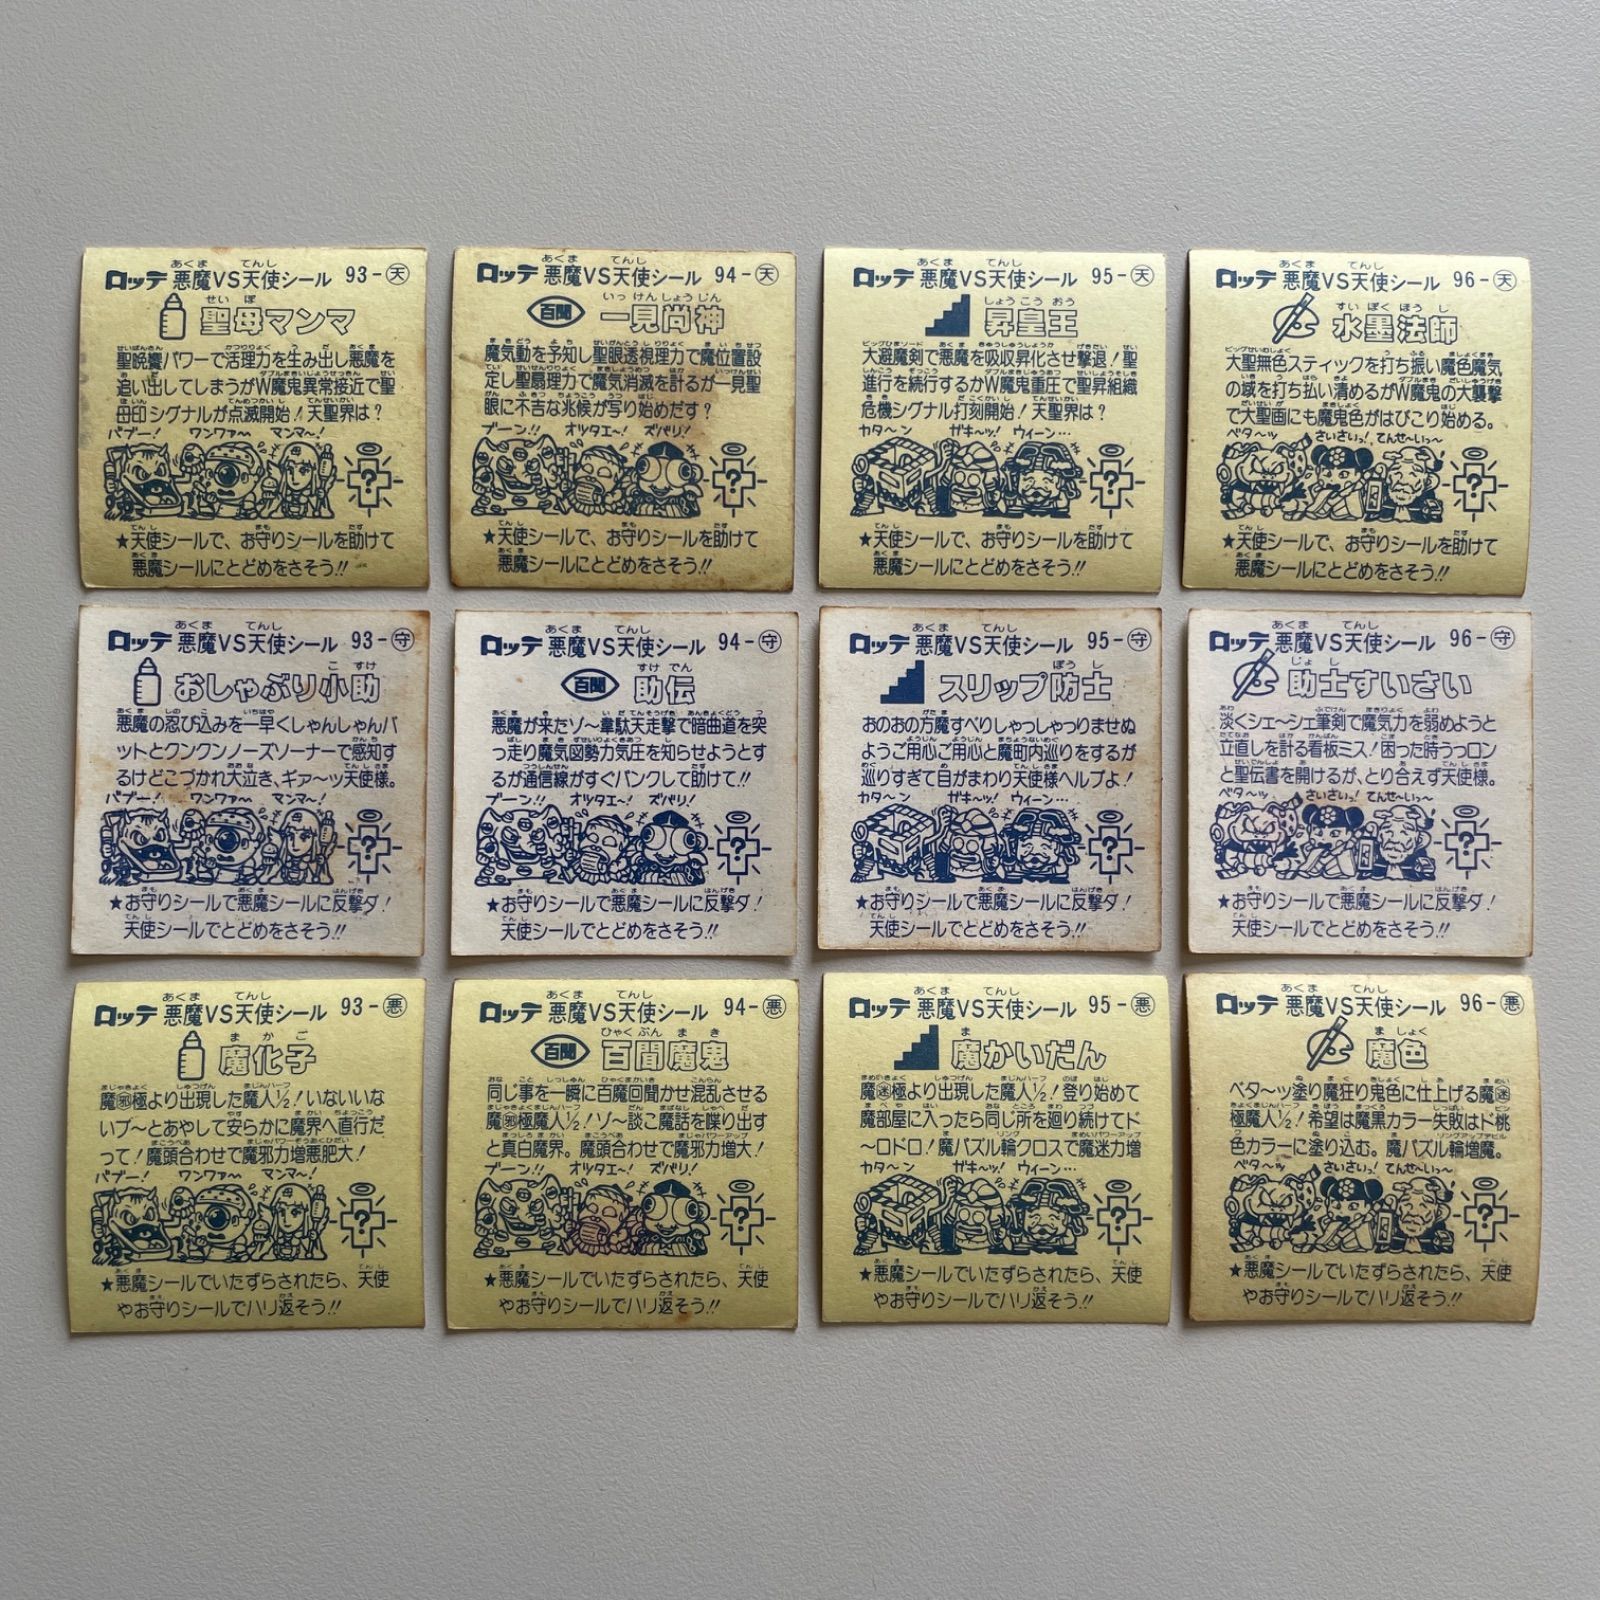 ロッテ 悪魔VS天使シール 93-天
聖母マンマ
聖晩饗パワーで活理力を生み出し悪魔を
追い出してしまうがW魔鬼異常接近で聖
母印シグナルが点滅開始!天聖界は?
バブー! ワンワァ〜 マンマ〜!
?
★天使シールで、お守りシールを助けて
悪魔シールにとどめをさそう!!
ロッテ 悪魔VS天使シール 94-天
百聞 一見尚神
魔気動を予知し聖眼透視理力で魔位置設
定し聖扇理力で魔気消滅を計るが一見聖
眼に不吉な兆候が写り始めだす?
ブーン!! オツタエ〜! ズバリ!
?
★天使シールで、お守りシールを助けて
悪魔シールにとどめをさそう!!
ロッテ 悪魔VS天使シール 95-天
昇皇王
大避魔剣で悪魔を吸収昇化させ撃退!聖
進行を続行するかW魔鬼重圧で聖昇組織
危機シグナル打刻開始!天聖界は?
カタ〜ン ガキ〜ッ! ウィーン…
?
★天使シールで、お守りシールを助けて
悪魔シールにとどめをさそう!!
ロッテ 悪魔VS天使シール 96-天
水墨法師
大聖無色スティックを打ち振い魔色魔気
の域を打ち払い清めるがW魔鬼の大襲撃
で大聖画にも魔鬼色がはびこり始める。
ベタ〜ッ さいさいっ! てんせ〜いっ〜
?
★天使シールで、お守りシールを助けて
悪魔シールにとどめをさそう!!
ロッテ 悪魔VS天使シール 93-守
おしゃぶり小助
悪魔の忍び込みを一早くしゃんしゃんバ
ットとクンクンノーズソーナーで感知す
るけどこづかれ大泣き、ギァ〜ッ天使様。
バブー! ワンワァ〜 マンマ〜!
?
★お守りシールで悪魔シールに反撃ダ!
天使シールでとどめをさそう!!
ロッテ 悪魔VS天使シール 94-守
百聞 助伝
悪魔が来たゾ〜韋駄天走撃で暗曲道を突
っ走り魔気図勢力気圧を知らせようとす
るが通信線がすぐパンクして助けて!!
ブーン!! オツタエ〜! ズバリ!
?
★お守りシールで悪魔シールに反撃ダ!
天使シールでとどめをさそう!!
ロッテ 悪魔VS天使シール 95-守
スリップ防士
おのおの方魔すべりしゃっしゃつりませぬ
ようご用心ご用心と魔町内巡りをするが
巡りすぎて目がまわり天使様ヘルプよ!
カタ〜ン ガキ〜ッ! ウィーン…
?
★お守りシールで悪魔シールに反撃ダ!
天使シールでとどめをさそう!!
ロッテ 悪魔VS天使シール 96-守
助士すいさい
淡くシェ〜シェ筆剣で魔気力を弱めようと
立直しを計る看板ミス!困った時うつロン
と聖伝書を開けるが、とり合えず天使様。
ベタ〜ッ さいさいっ! てんせ〜いっ〜
?
★お守りシールで悪魔シールに反撃ダ!
天使シールでとどめをさそう!!
ロッテ 悪魔VS天使シール 93-悪
魔化子
魔邪極より出現した魔人½!いないいな
いブ〜とあやして安らかに魔界へ直行だ
って!魔頭合わせで魔邪力増悪肥大!
バブー! ワンワァ〜 マンマ〜!
?
★悪魔シールでいたずらされたら、天使
やお守りシールでハリ返そう!!
ロッテ 悪魔VS天使シール 94-悪
百聞 百聞魔鬼
同じ事を一瞬に百魔回聞かせ混乱させる
魔邪極魔人½!ゾ〜談こ魔話を喋り出す
と真白魔界。魔頭合わせで魔邪力増大!
ブーン!! オツタエ〜! ズバリ!
?
★悪魔シールでいたずらされたら、天使
やお守りシールでハリ返そう!!
ロッテ 悪魔VS天使シール 95-悪
魔かいだん
魔迷極より出現した魔人½!登り始めて
魔部屋に入ったら同じ所を廻り続けてド
〜ロドロ!魔パズル輪クロスで魔迷力増
カタ〜ン ガキ〜ッ! ウィーン…
?
★悪魔シールでいたずらされたら、天使
やお守りシールでハリ返そう!!
ロッテ 悪魔VS天使シール 96-悪
魔色
ベタ〜ッ塗り魔狂り鬼色に仕上げる魔迷
極魔人½!希望は魔黒カラー失敗はド桃
色カラーに塗り込む。魔パズル輪増魔。
ベタ〜ッ さいさいっ! てんせ〜いっ〜
?
★悪魔シールでいたずらされたら、天使
やお守りシールでハリ返そう!!